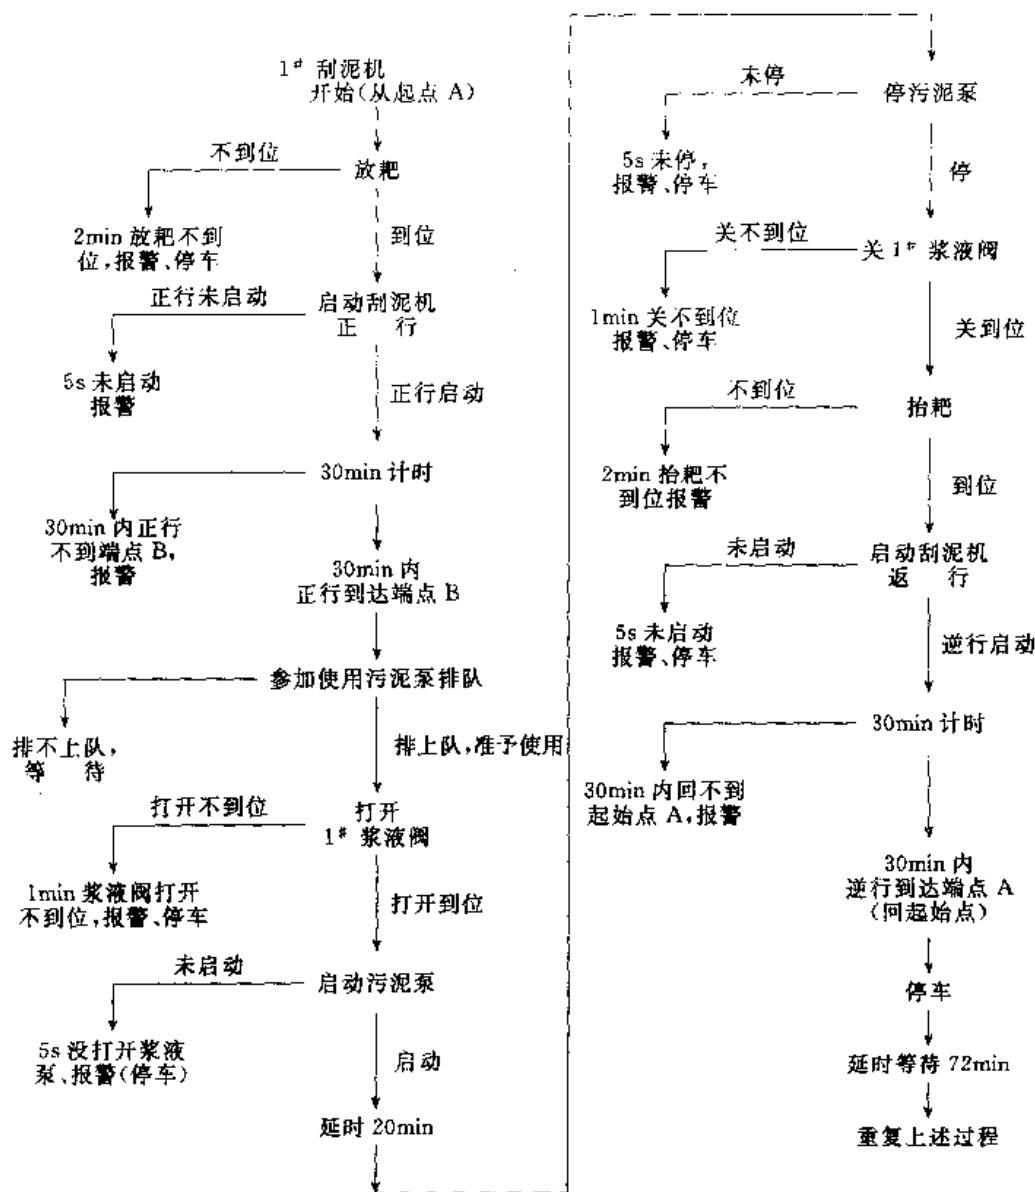 1# 刮泥机
开始(从起点 A)
不到位
放耙
2min 放耙不到
位,报警、停车
到位
正行未启动
启动刮泥机
正 行
5s 未启动
报警
正行启动
30min 计时
30min 内正行
不到端点 B,
报警
30min 内
正行到达端点 B
参加使用污泥泵排队
排不上队,
等 待
排上队,准予使用
打开不到位
打开
1# 浆液阀
1min 浆液阀打开
不到位,报警、停车
打开到位
未启动
启动污泥泵
5s 没打开浆液
泵、报警(停车)
启动
延时 20min
未停
停污泥泵
5s 未停,
报警、停车
停
关不到位
关 1# 浆液阀
1min 关不到位
报警、停车
关到位
不到位
抬耙
2min 抬耙不
到位报警
到位
未启动
启动刮泥机
返 行
5s 未启动
报警、停车
逆行启动
30min 计时
30min 内回不到
起始点 A,报警
30min 内
逆行到达端点 A
(回起始点)
停车
延时等待 72min
重复上述过程